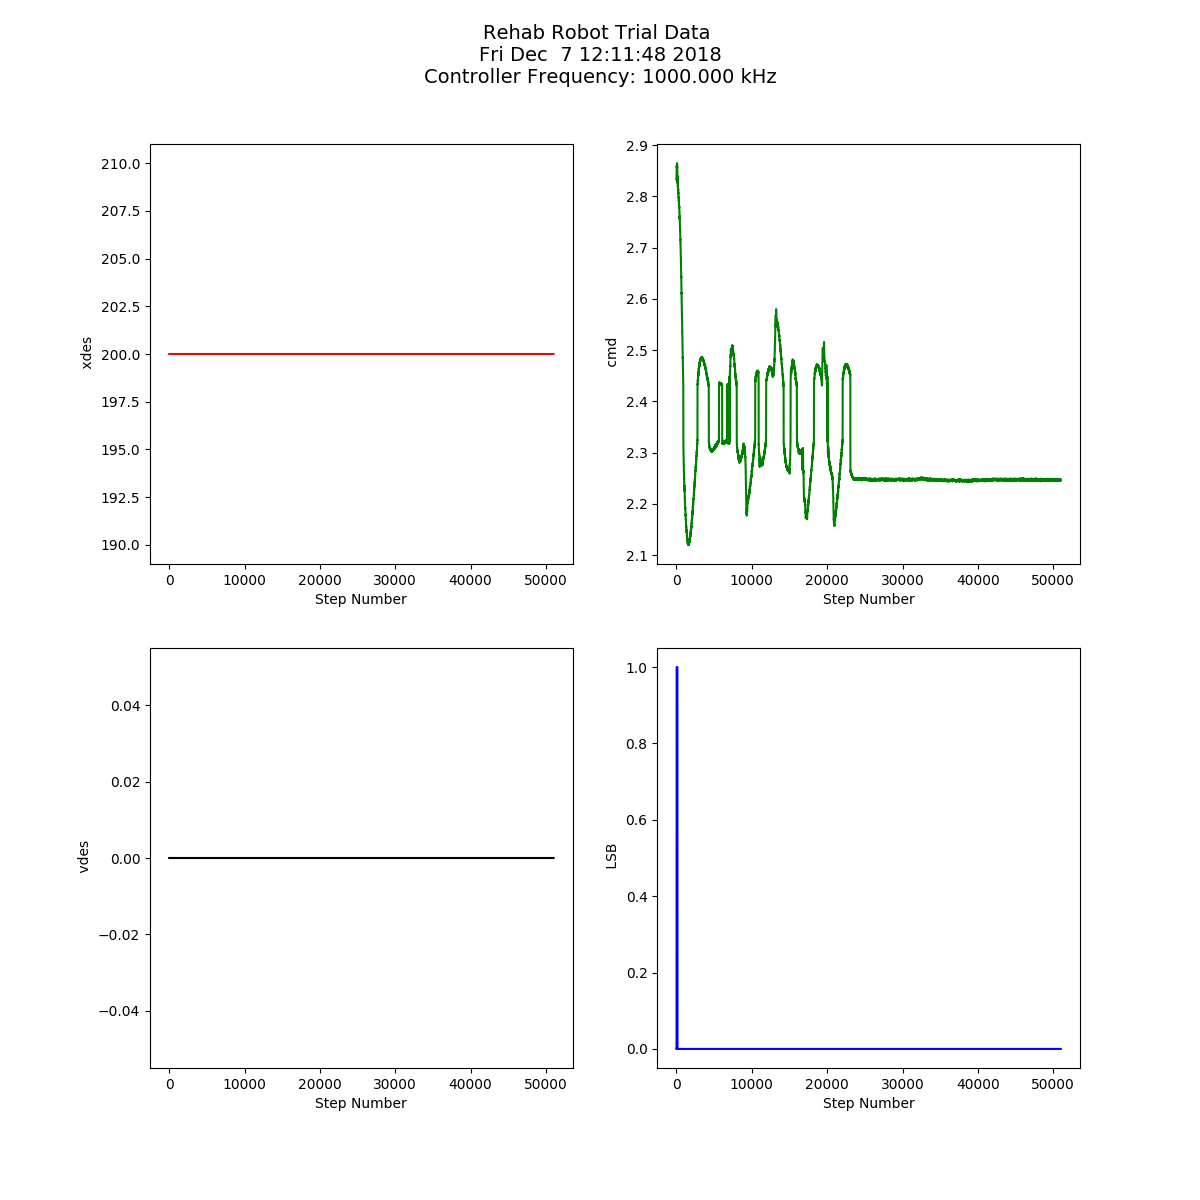 Rehab Robot Trial Data
Fri Dec  7 12:11:48 2018
Controller Frequency: 1000.000 kHz
210.0
207.5
205.0
202.5
200.0
197.5
195.0
192.5
190.0
xdes
0 10000 20000 30000 40000 50000
Step Number
2.9
2.8
2.7
2.6
2.5
2.4
2.3
2.2
2.1
cmd
0 10000 20000 30000 40000 50000
Step Number
0.04
0.02
0.00
−0.02
−0.04
vdes
0 10000 20000 30000 40000 50000
Step Number
1.0
0.8
0.6
0.4
0.2
0.0
LSB
0 10000 20000 30000 40000 50000
Step Number